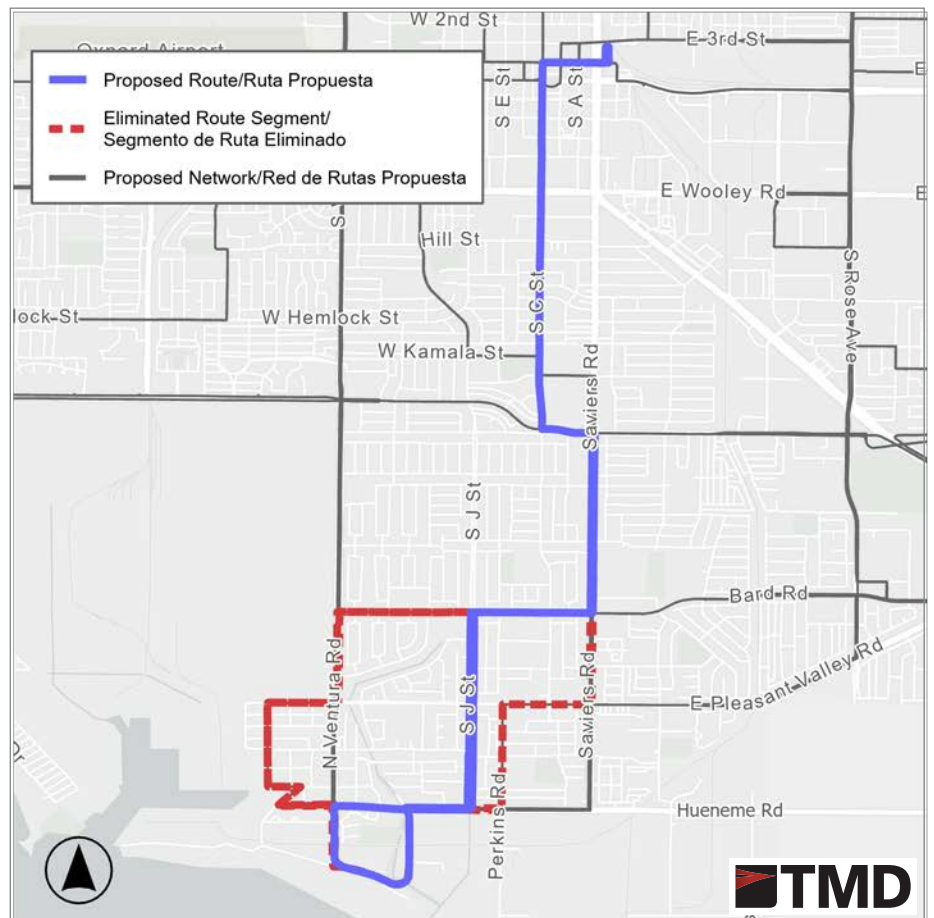 W 2nd St
E 3rd St
Oxnard Airport
Proposed Route/Ruta Propuesta
Eliminated Route Segment/
Segmento de Ruta Eliminado
Proposed Network/Red de Rutas Propuesta
S E St
S A St
E Wooley Rd
Hill St
S C St
S Rose Ave
lock St
W Hemlock St
W Kamala St
Saviers Rd
S J St
Bard Rd
N Ventura Rd
S J St
Saviers Rd
E Pleasant Valley Rd
Perkins Rd
Hueneme Rd
Dr
TMD